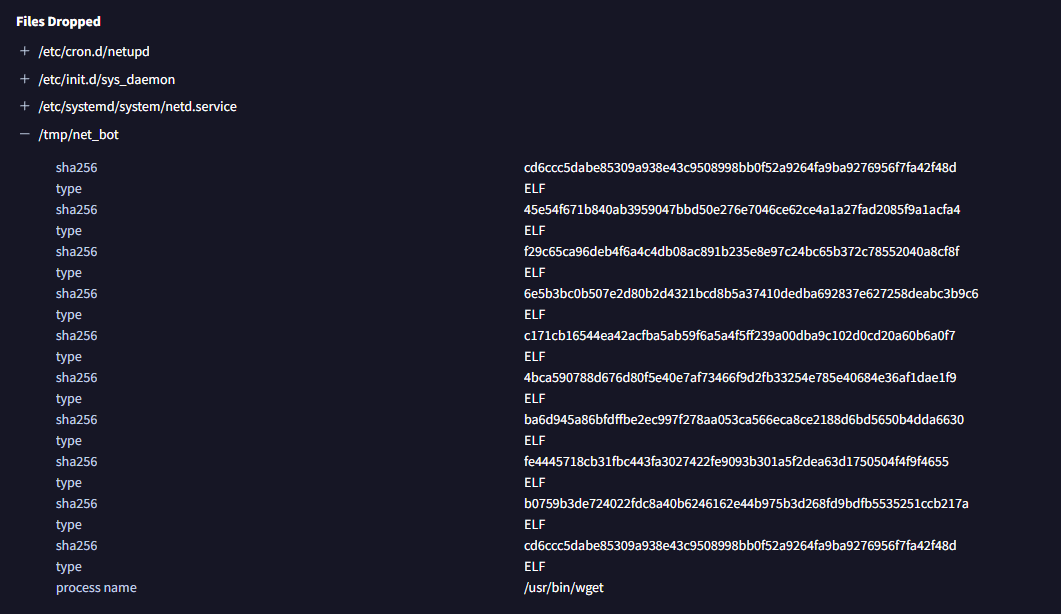 Files Dropped
+ /etc/cron.d/netupd
+ /etc/init.d/sys_daemon
+ /etc/systemd/system/netd.service
− /tmp/net_bot
sha256 cd6ccc5dabe85309a938e43c9508998bb0f52a9264fa9ba9276956f7fa42f48d
type ELF
sha256 45e54f671b840ab3959047bbd50e276e7046ce62ce4a1a27fad2085f9a1acfa4
type ELF
sha256 f29c65ca96deb4f6a4c4db08ac891b235e8e97c24bc65b372c78552040a8cf8f
type ELF
sha256 6e5b3bc0b507e2d80b2d4321bcd8b5a37410dedba692837e627258deabc3b9c6
type ELF
sha256 c171cb16544ea42acfba5ab59f6a5a4f5ff239a00dba9c102d0cd20a60b6a0f7
type ELF
sha256 4bca590788d676d80f5e40e7af73466f9d2fb33254e785e40684e36af1dae1f9
type ELF
sha256 ba6d945a86bfdffbe2ec997f278aa053ca566eca8ce2188d6bd5650b4dda6630
type ELF
sha256 fe4445718cb31fbc443fa3027422fe9093b301a5f2dea63d1750504f4f9f4655
type ELF
sha256 b0759b3de724022fdc8a40b6246162e44b975b3d268fd9bdfb5535251ccb217a
type ELF
sha256 cd6ccc5dabe85309a938e43c9508998bb0f52a9264fa9ba9276956f7fa42f48d
type ELF
process name /usr/bin/wget